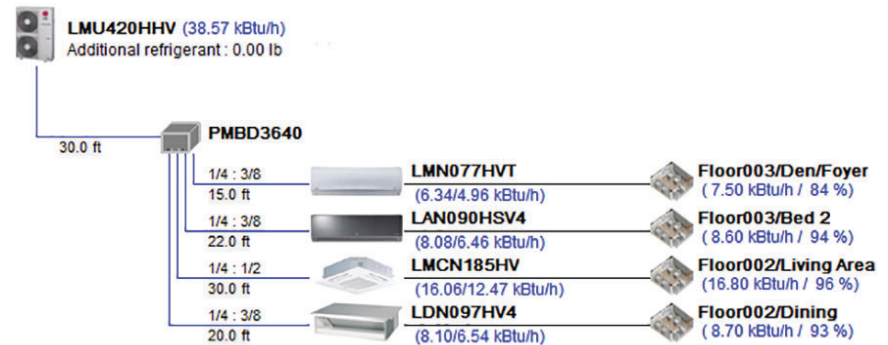 LMU420HHV (38.57 kBtu/h)
Additional refrigerant : 0.00 lb
30.0 ft
PMBD3640
1/4 : 3/8
15.0 ft
LMN077HVT
(6.34/4.96 kBtu/h)
Floor003/Den/Foyer
( 7.50 kBtu/h / 84 %)
1/4 : 3/8
22.0 ft
LAN090HSV4
(8.08/6.46 kBtu/h)
Floor003/Bed 2
( 8.60 kBtu/h / 94 %)
1/4 : 1/2
30.0 ft
LMCN185HV
(16.06/12.47 kBtu/h)
Floor002/Living Area
(16.80 kBtu/h / 96 %)
1/4 : 3/8
20.0 ft
LDN097HV4
(8.10/6.54 kBtu/h)
Floor002/Dining
( 8.70 kBtu/h / 93 %)